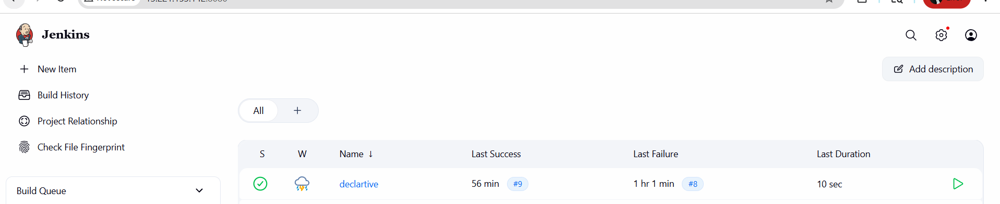 Jenkins
New Item
Add description
Build History
All
Project Relationship
Check File Fingerprint
S W Name ↓ Last Success Last Failure Last Duration
declartive 56 min #9 1 hr 1 min #8 10 sec
Build Queue